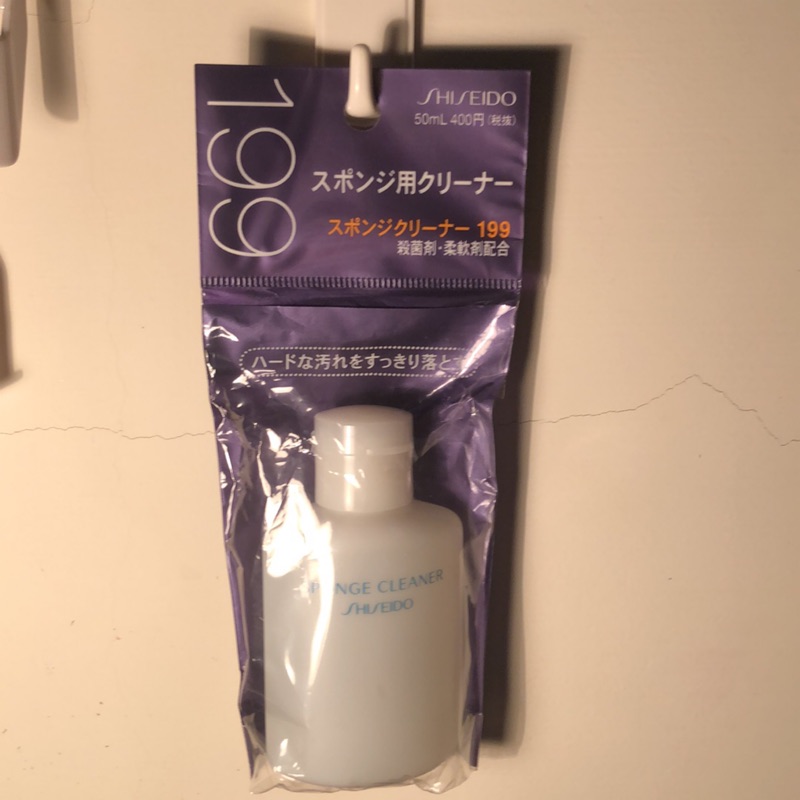 199
SHISEIDO
50mL 400円(税抜)
スポンジ用クリーナー
スポンジクリーナー 199
殺菌剤・柔軟剤配合
ハードな汚れをすっきり落とす
SPONGE CLEANER
SHISEIDO